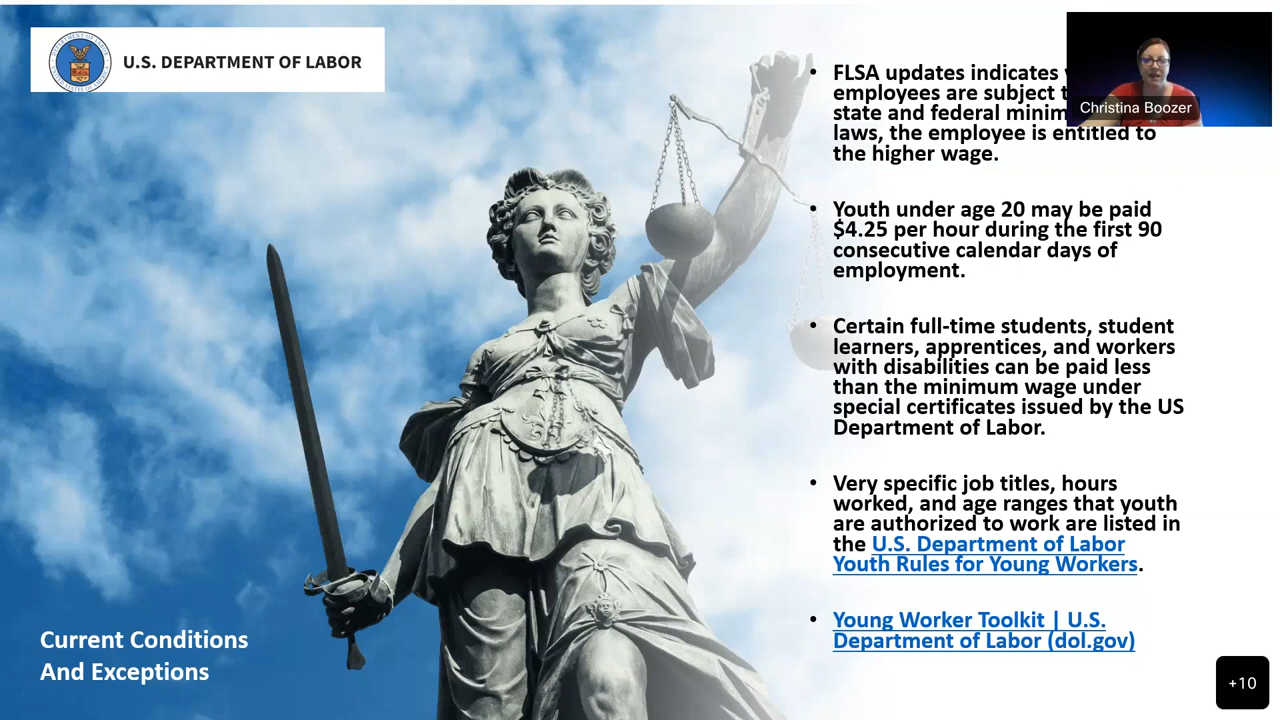 U.S. DEPARTMENT OF LABOR
• FLSA updates indicates
employees are subject
state and federal
laws, the employee is entitled to
the higher wage.
• Youth under age 20 may be paid
$4.25 per hour during the first 90
consecutive calendar days of
employment.
• Certain full-time students, student
learners, apprentices, and workers
with disabilities can be paid less
than the minimum wage under
special certificates issued by the US
Department of Labor.
• Very specific job titles, hours
worked, and age ranges that youth
are authorized to work are listed in
the U.S. Department of Labor
Youth Rules for Young Workers.
• Young Worker Toolkit | U.S.
Department of Labor (dol.gov)
Christina Boozer
Current Conditions
And Exceptions
+10